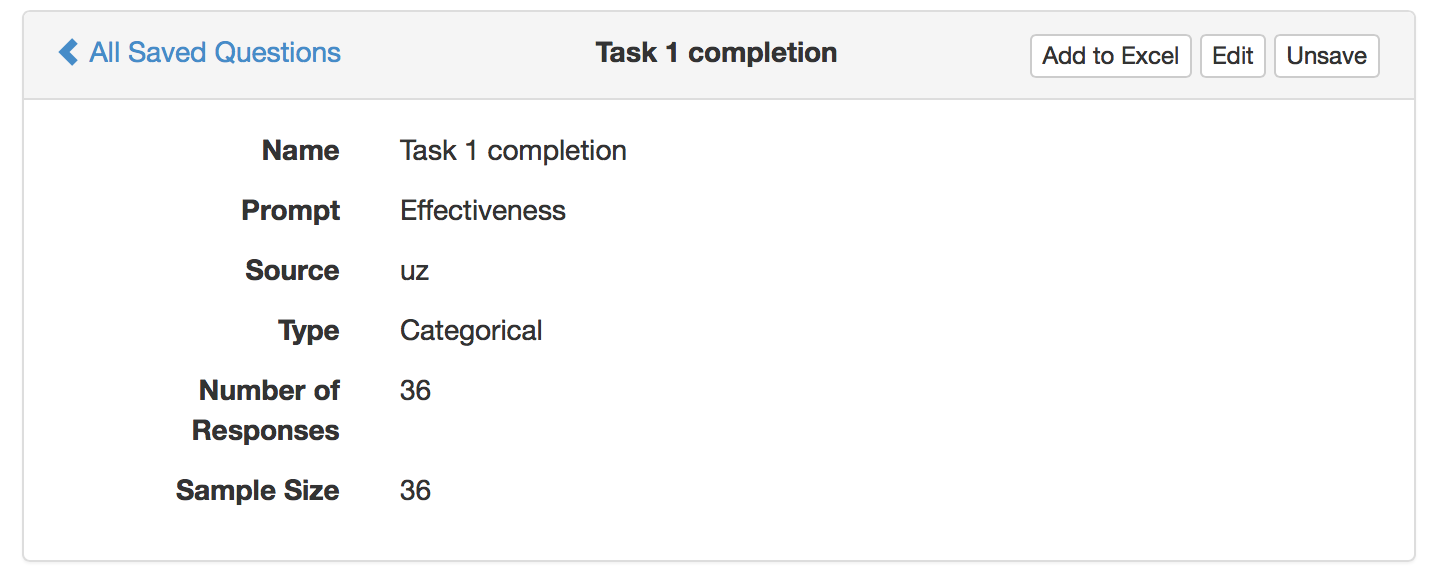 All Saved Questions
Task 1 completion
Add to Excel
Edit
Unsave
Name Task 1 completion
Prompt Effectiveness
Source uz
Type Categorical
Number of 36
Responses
Sample Size 36